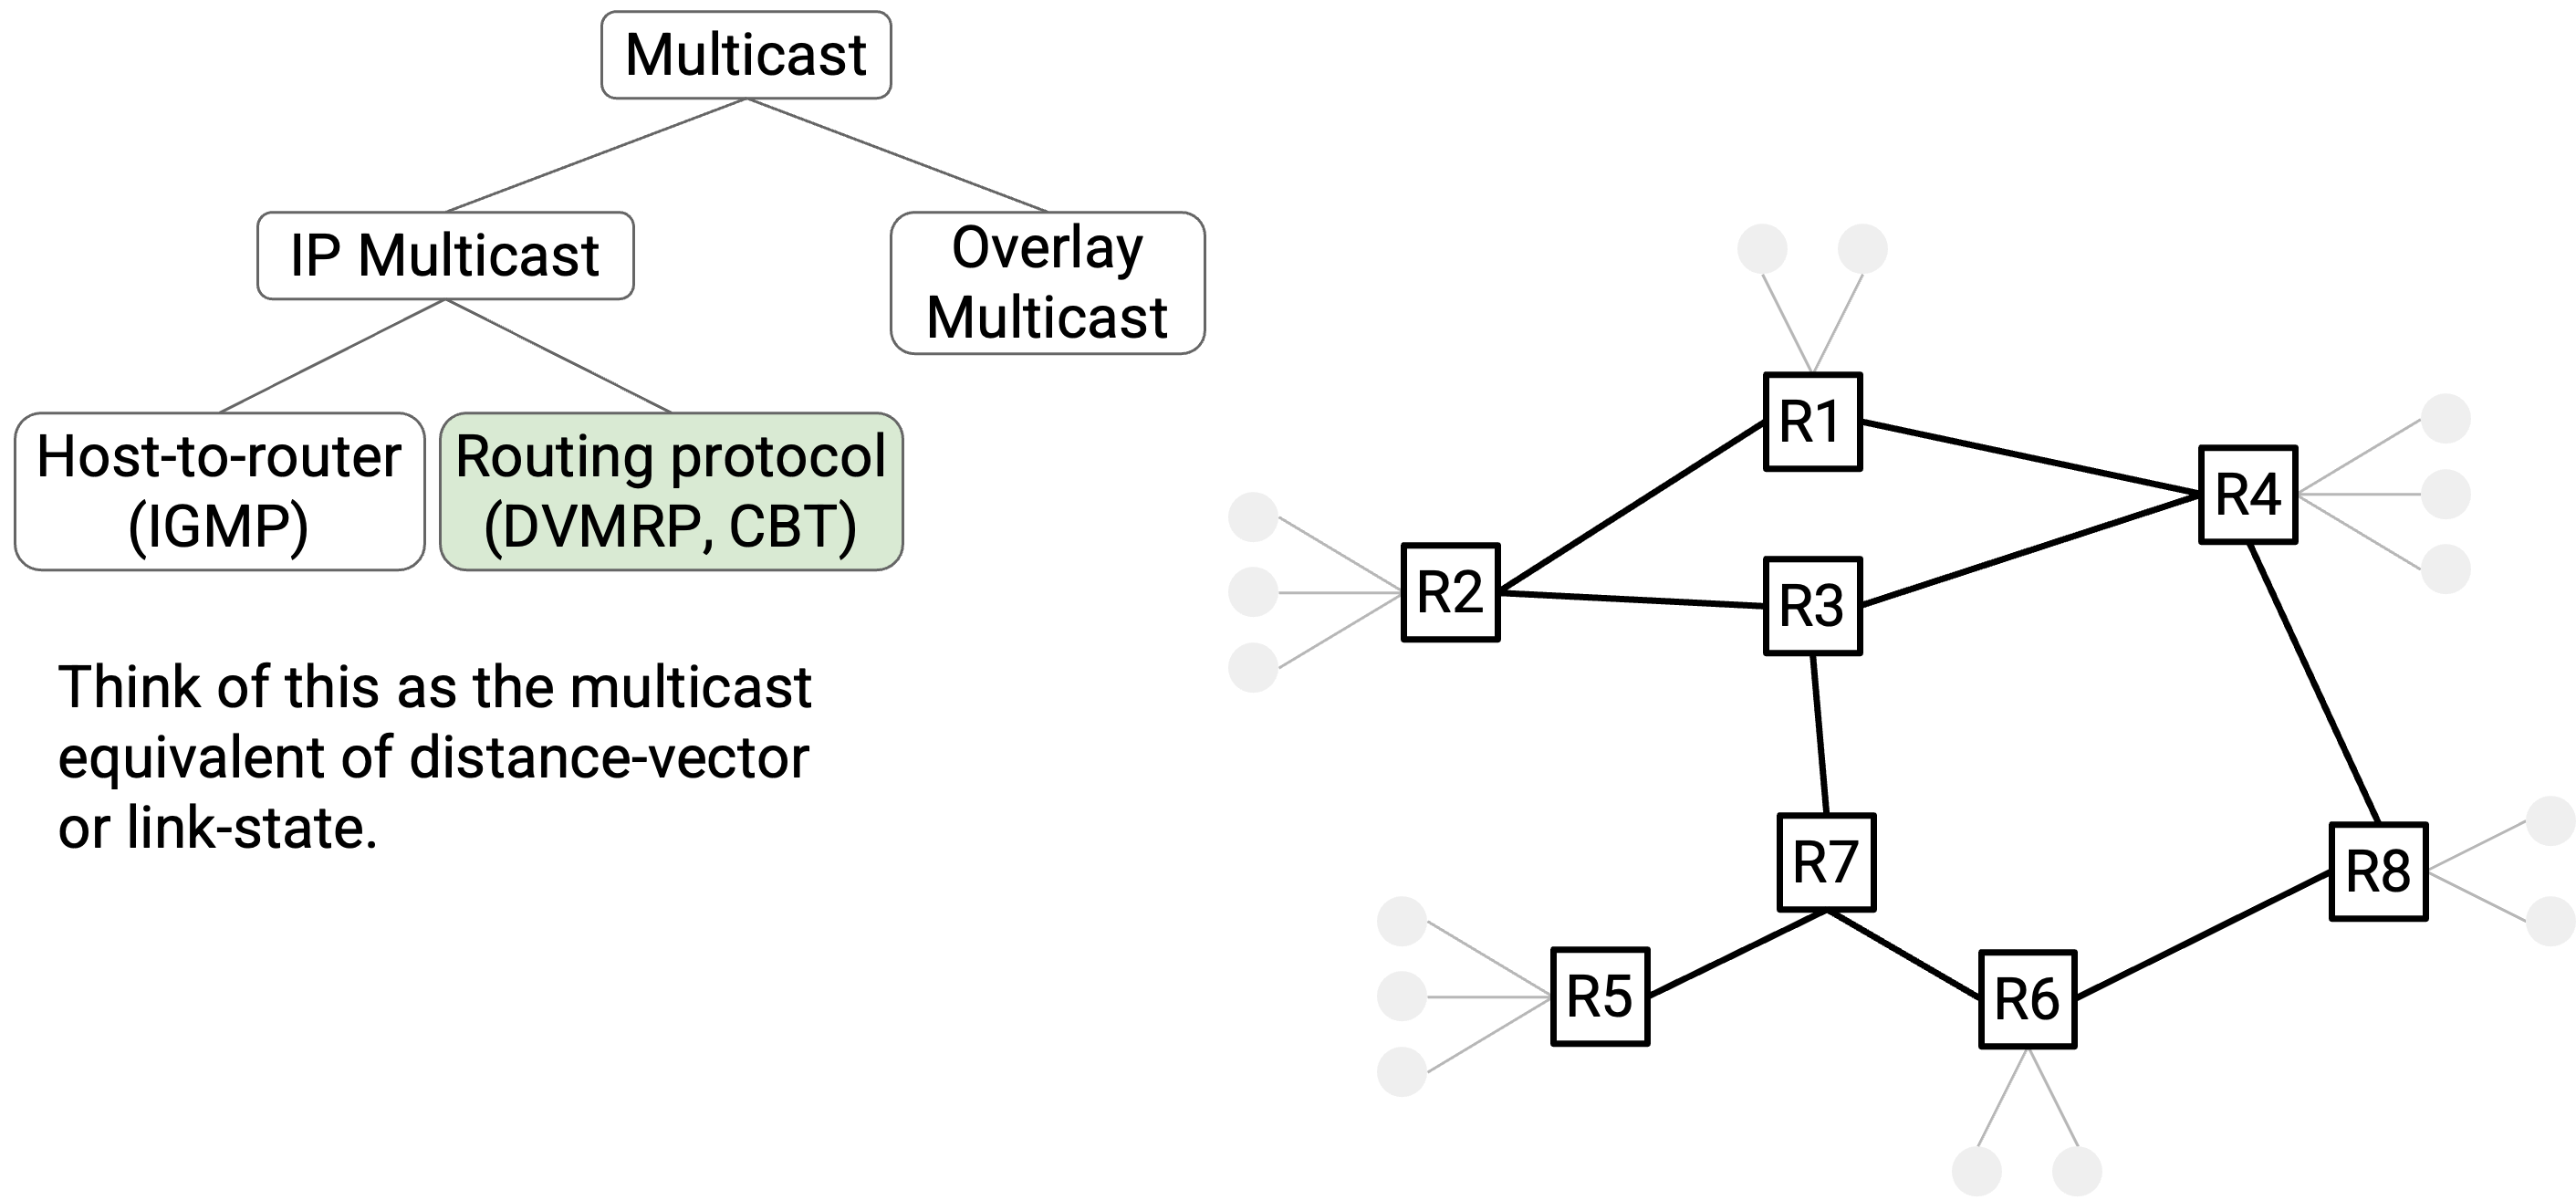 Multicast
IP Multicast
Overlay
Multicast
Host-to-router
(IGMP)
Routing protocol
(DVMRP, CBT)
Think of this as the multicast
equivalent of distance-vector
or link-state.
R1
R4
R2
R3
R7
R8
R5
R6